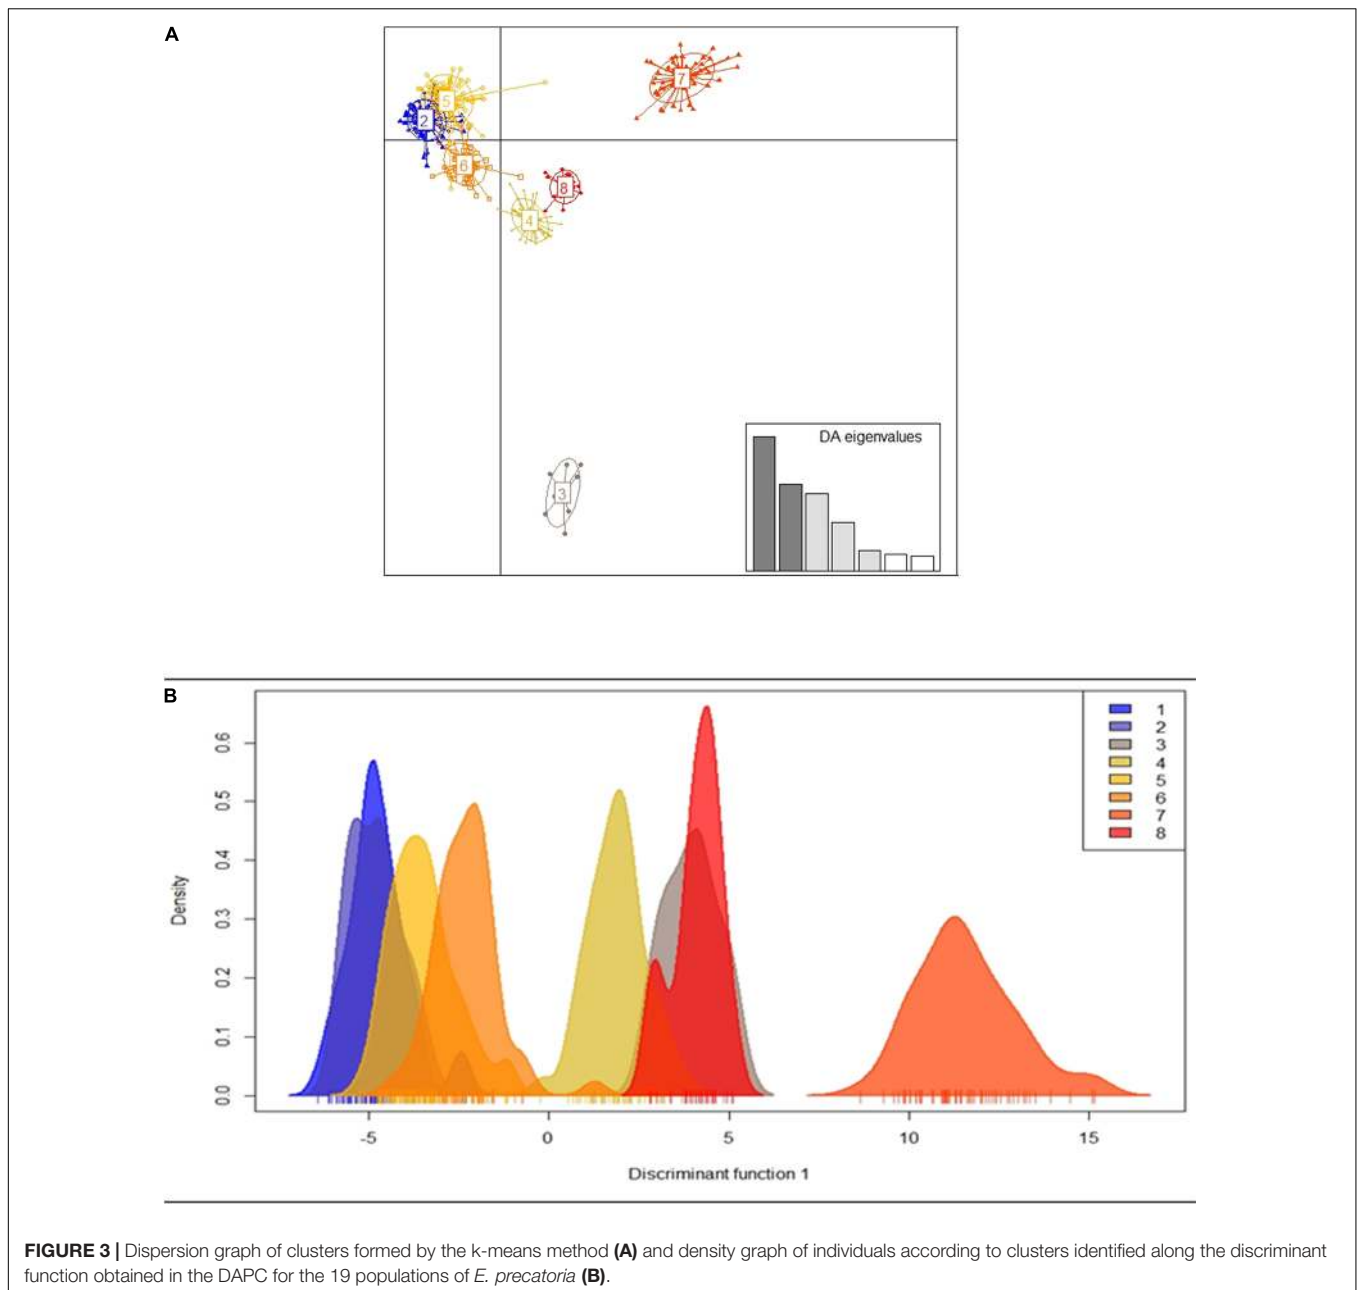 A
5
7
2
6
8
4
3
DA eigenvalues
B
1
2
3
4
5
6
7
8
0.6
0.5
0.4
0.3
0.2
0.1
0.0
Density
-5 0 5 10 15
Discriminant function 1
FIGURE 3 | Dispersion graph of clusters formed by the k-means method (A) and density graph of individuals according to clusters identified along the discriminant
function obtained in the DAPC for the 19 populations of E. precatoria (B).